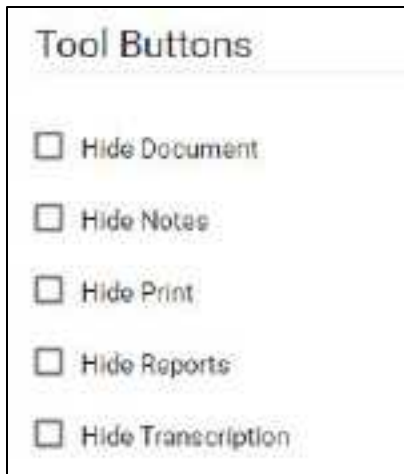 Tool Buttons
Hide Document
Hide Notes
Hide Print
Hide Reports
Hide Transcription